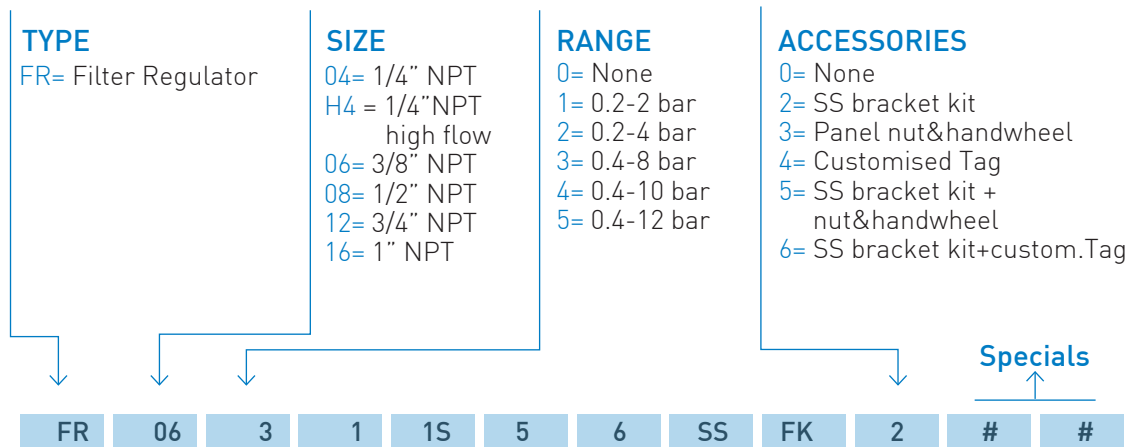 TYPE
FR= Filter Regulator
SIZE
04= 1/4” NPT
H4 = 1/4”NPT
high flow
06= 3/8” NPT
08= 1/2” NPT
12= 3/4” NPT
16= 1” NPT
RANGE
0= None
1= 0.2-2 bar
2= 0.2-4 bar
3= 0.4-8 bar
4= 0.4-10 bar
5= 0.4-12 bar
ACCESSORIES
0= None
2= SS bracket kit
3= Panel nut&handwheel
4= Customised Tag
5= SS bracket kit +
nut&handwheel
6= SS bracket kit+custom.Tag
Specials
FR 06 3 1 1S 5 6 SS FK 2 # #